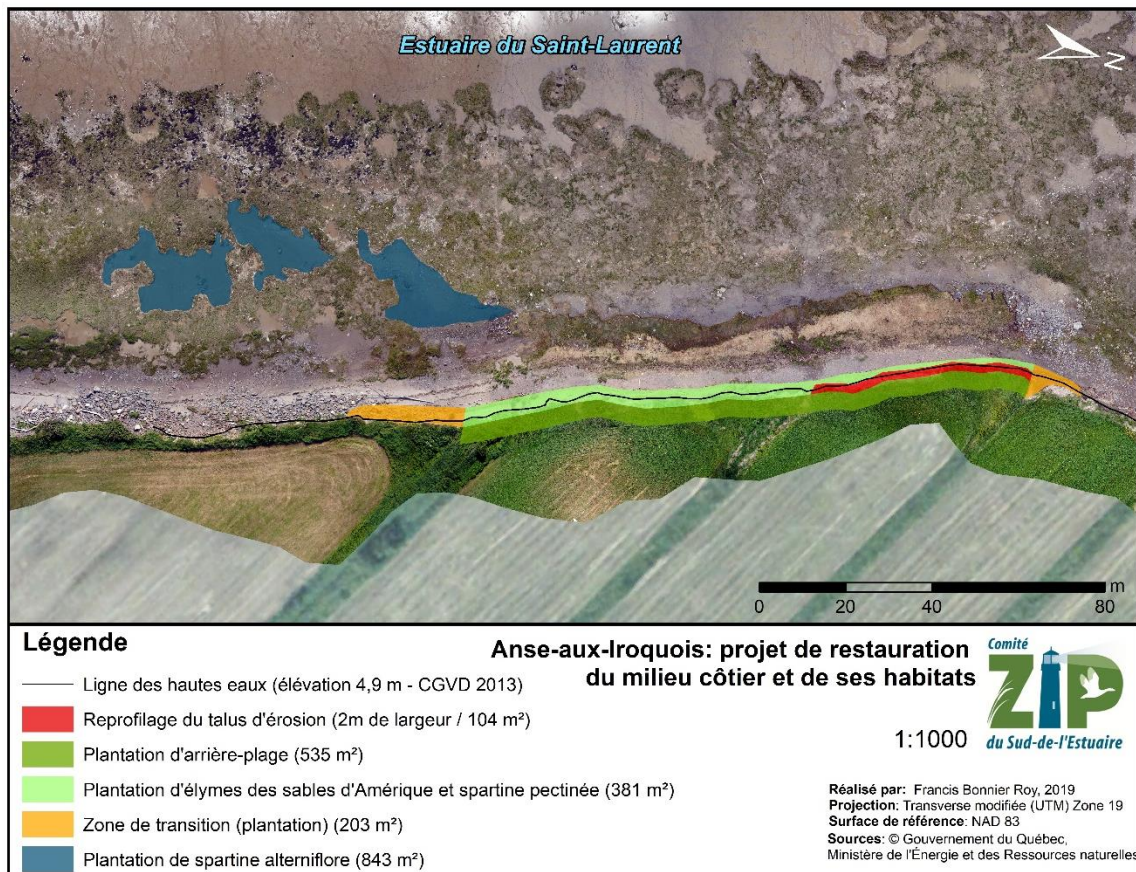 Estuaire du Saint-Laurent
N
m
0 20 40 80
Légende
Ligne des hautes eaux (élévation 4,9 m - CGVD 2013)
Reprofilage du talus d'érosion (2m de largeur / 104 m²)
Plantation d'arrière-plage (535 m²)
Plantation d'élymes des sables d'Amérique et spartine pectinée (381 m²)
Zone de transition (plantation) (203 m²)
Plantation de spartine alterniflore (843 m²)
Anse-aux-Iroquois: projet de restauration
du milieu côtier et de ses habitats
1:1000
Comité
ZIP
du Sud-de-l'Estuaire
Réalisé par: Francis Bonnier Roy, 2019
Projection: Transverse modifiée (UTM) Zone 19
Surface de référence: NAD 83
Sources: © Gouvernement du Québec,
Ministère de l'Énergie et des Ressources naturelles